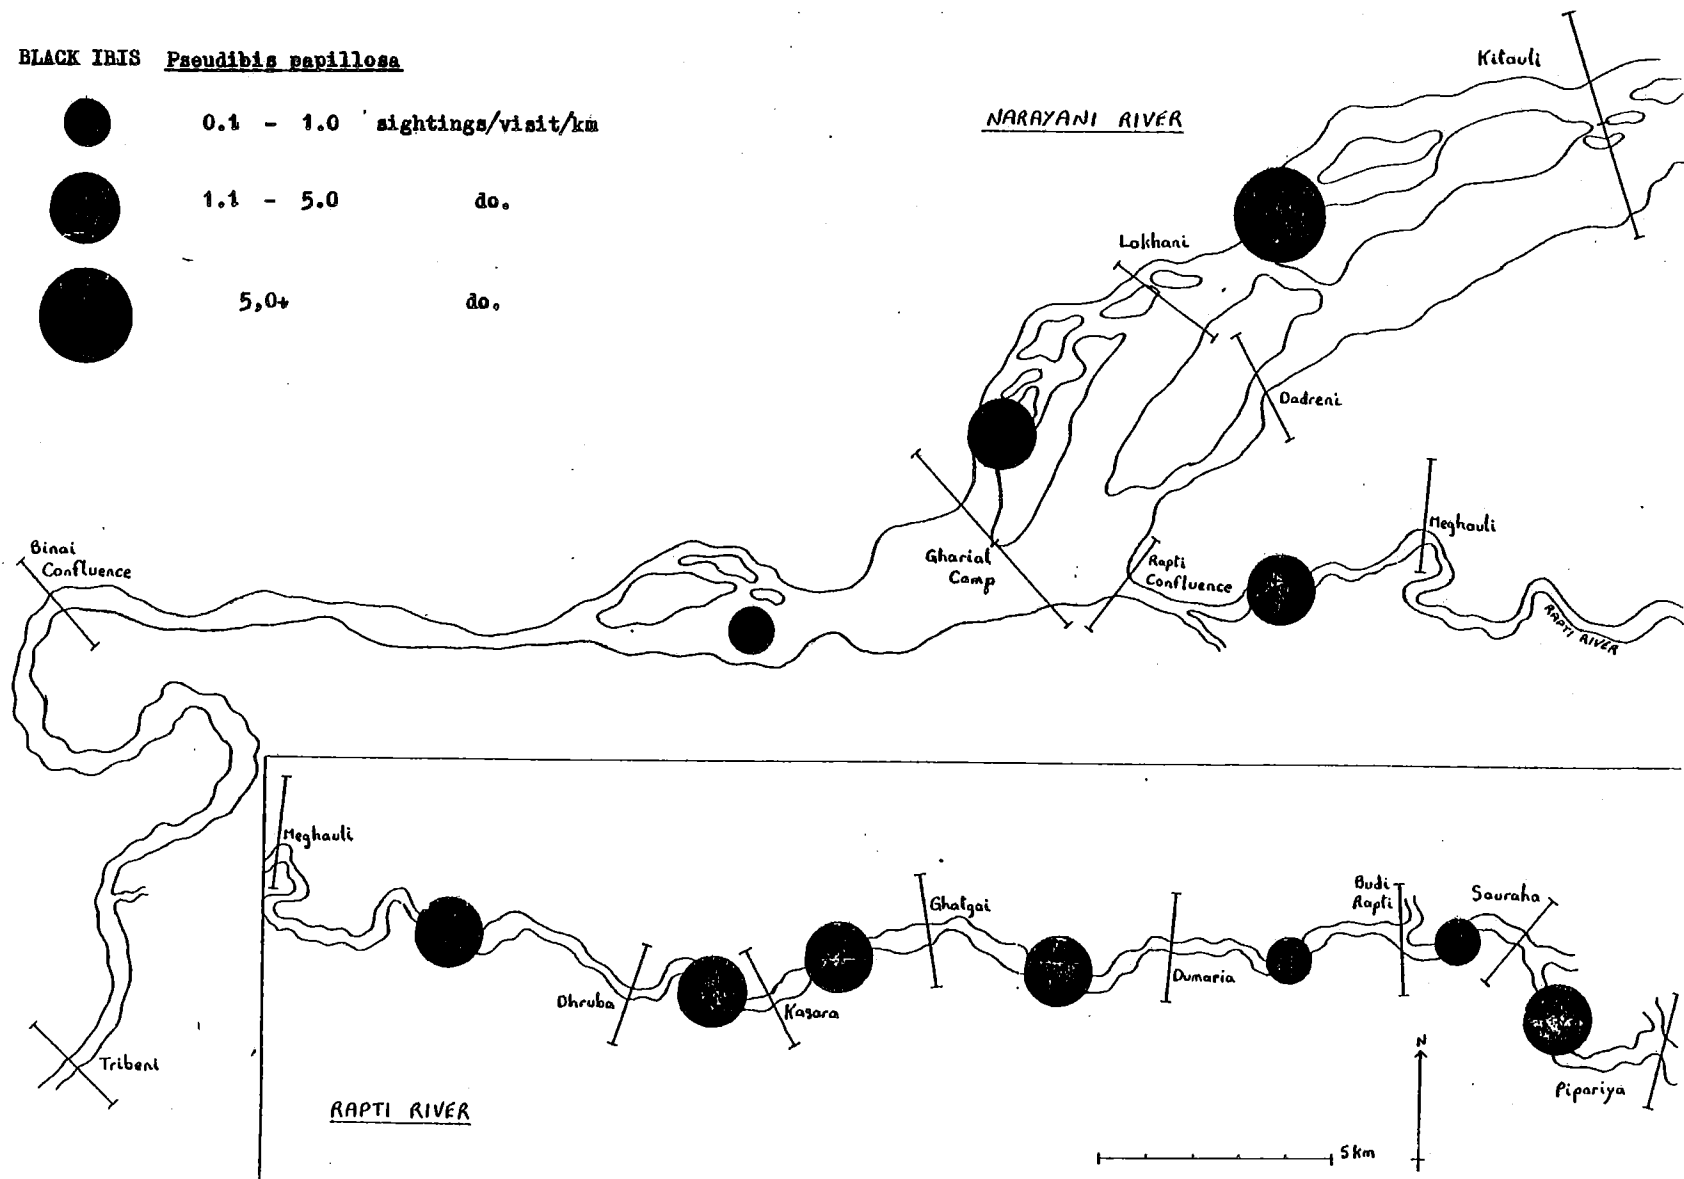 BLACK IBIS Pseudibis papillosa
0.1 - 1.0 sightings/visit/km
1.1 - 5.0 do.
5,0+ do.
NARAYANI RIVER
Kitauli
Lokhani
Dadreni
Meghauli
Gharial
Camp
Rapti
Confluence
RAPTI RIVER
Binai
Confluence
Tribeni
Meghauli
Dhruba
Kasara
Ghatgai
Dumaria
Budi
Rapti
Sauraha
Pipariya
RAPTI RIVER
N
5 km